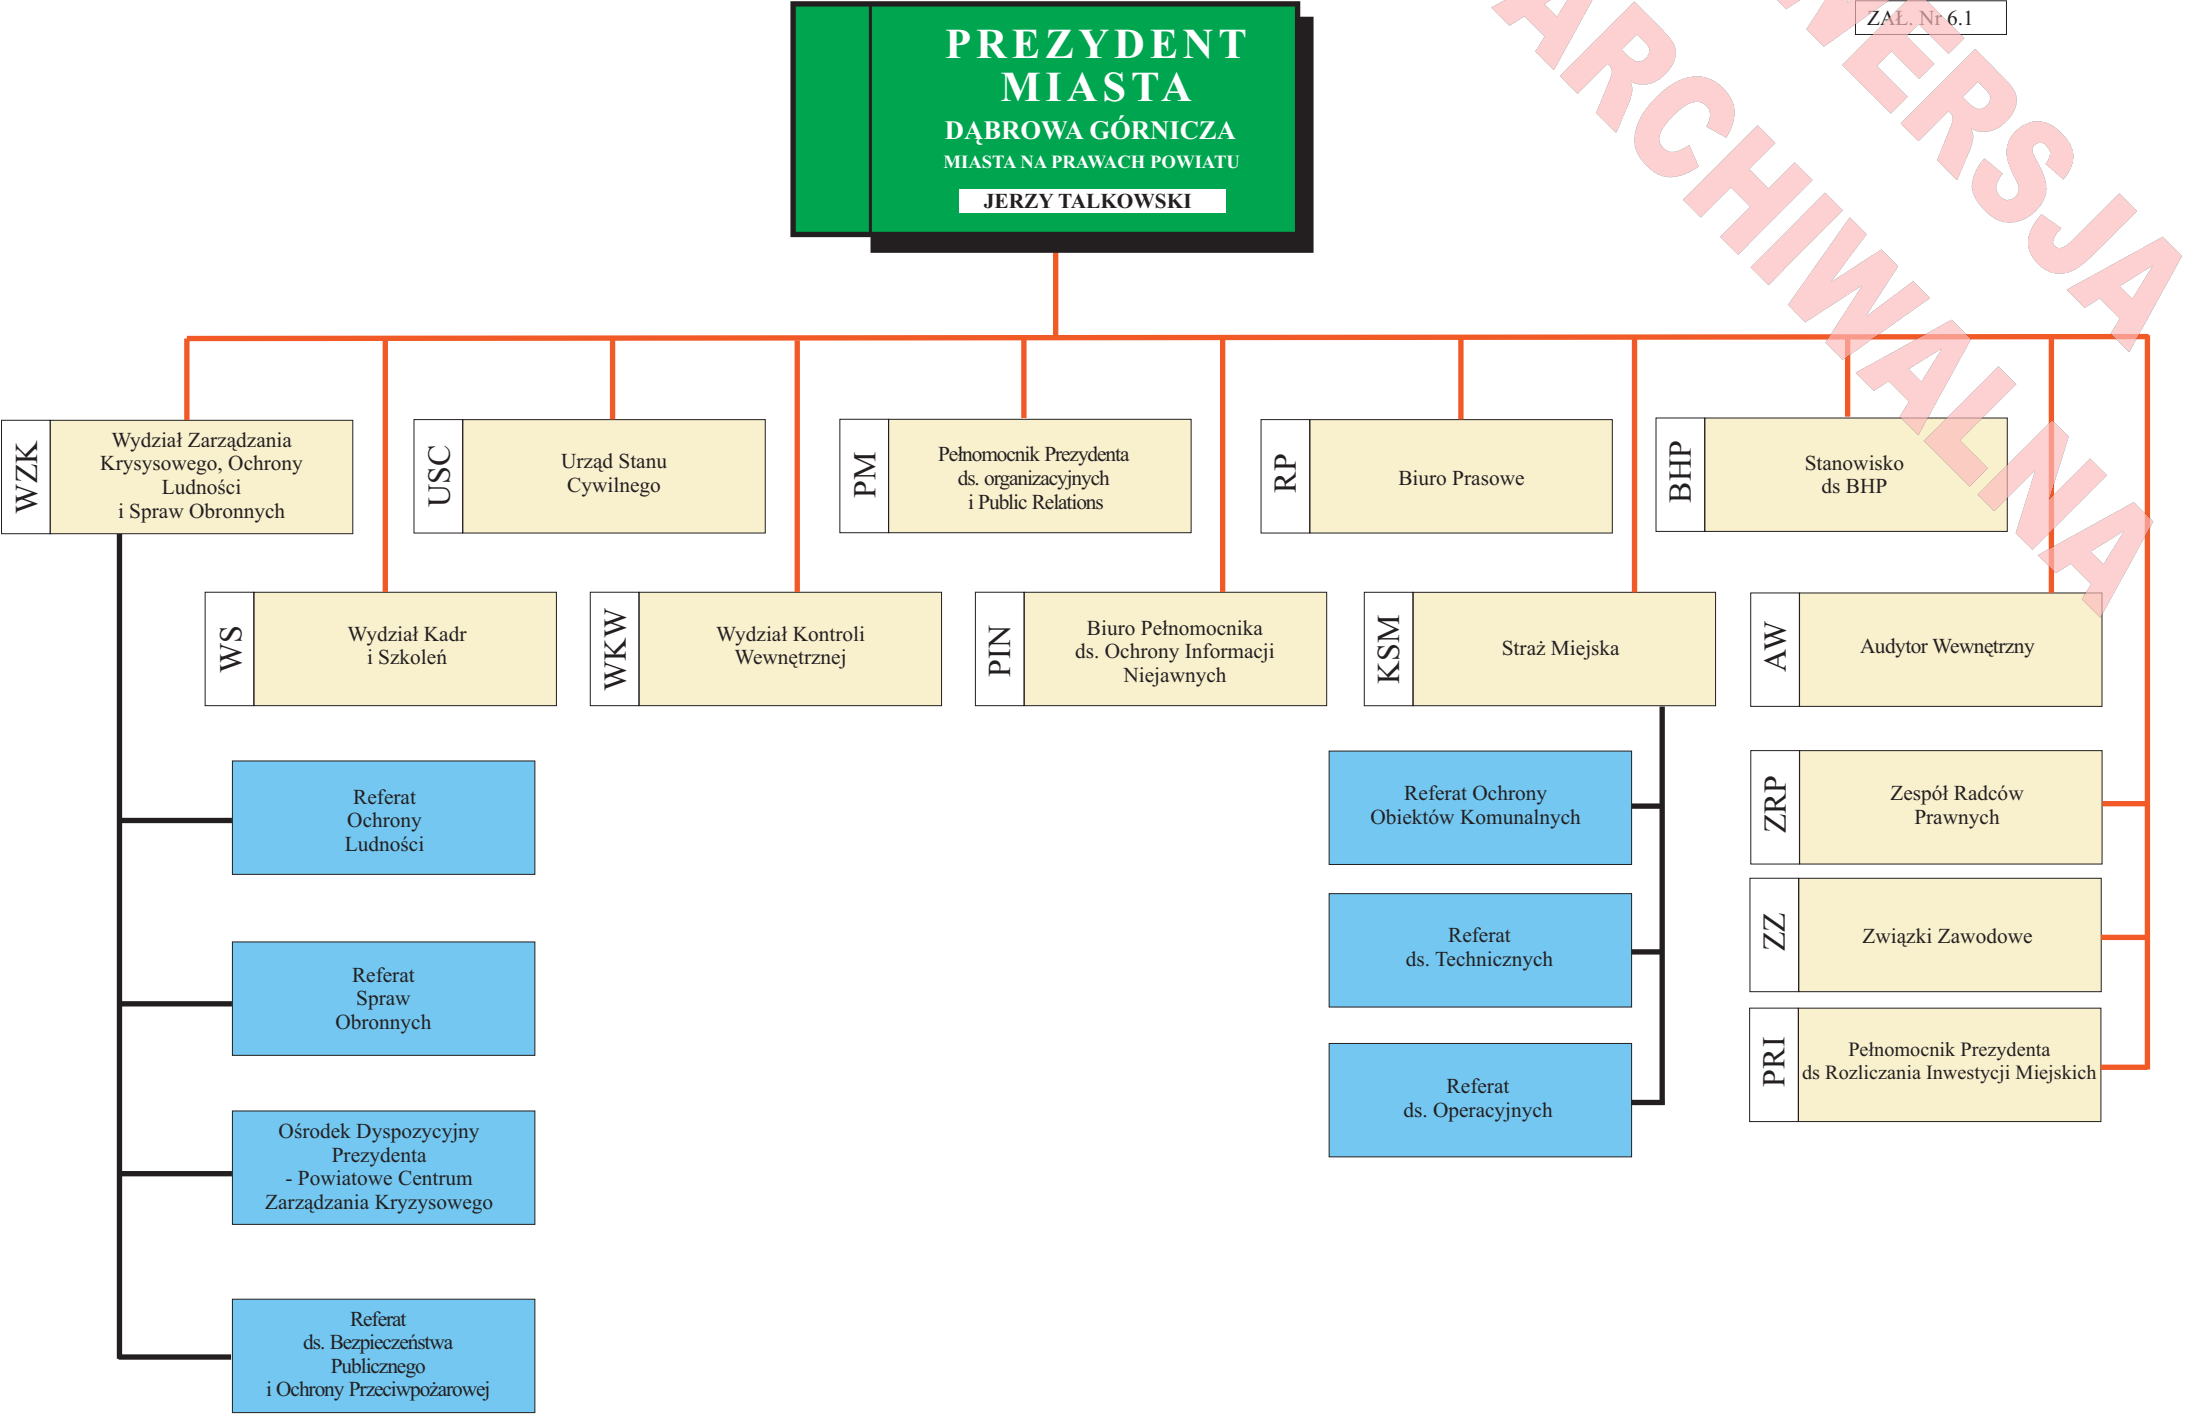 ZAŁ. Nr 6.1
WERSJA
ARCHIWALNA
PREZYDENT
MIASTA
DĄBROWA GÓRNICZA
MIASTA NA PRAWACH POWIATU
JERZY TALKOWSKI
WZK
Wydział Zarządzania
Krysysowego, Ochrony
Ludności
i Spraw Obronnych
USC
Urząd Stanu
Cywilnego
PM
Pełnomocnik Prezydenta
ds. organizacyjnych
i Public Relations
RP
Biuro Prasowe
BHP
Stanowisko
ds BHP
WS
Wydział Kadr
i Szkoleń
WKW
Wydział Kontroli
Wewnętrznej
PIN
Biuro Pełnomocnika
ds. Ochrony Informacji
Niejawnych
KSM
Straż Miejska
AW
Audytor Wewnętrzny
Referat
Ochrony
Ludności
Referat
Spraw
Obronnych
Ośrodek Dyspozycyjny
Prezydenta
- Powiatowe Centrum
Zarządzania Kryzysowego
Referat
ds. Bezpieczeństwa
Publicznego
i Ochrony Przeciwpożarowej
Referat Ochrony
Obiektów Komunalnych
Referat
ds. Technicznych
Referat
ds. Operacyjnych
ZRP
Zespół Radców
Prawnych
ZZ
Związki Zawodowe
PRI
Pełnomocnik Prezydenta
ds Rozliczania Inwestycji Miejskich